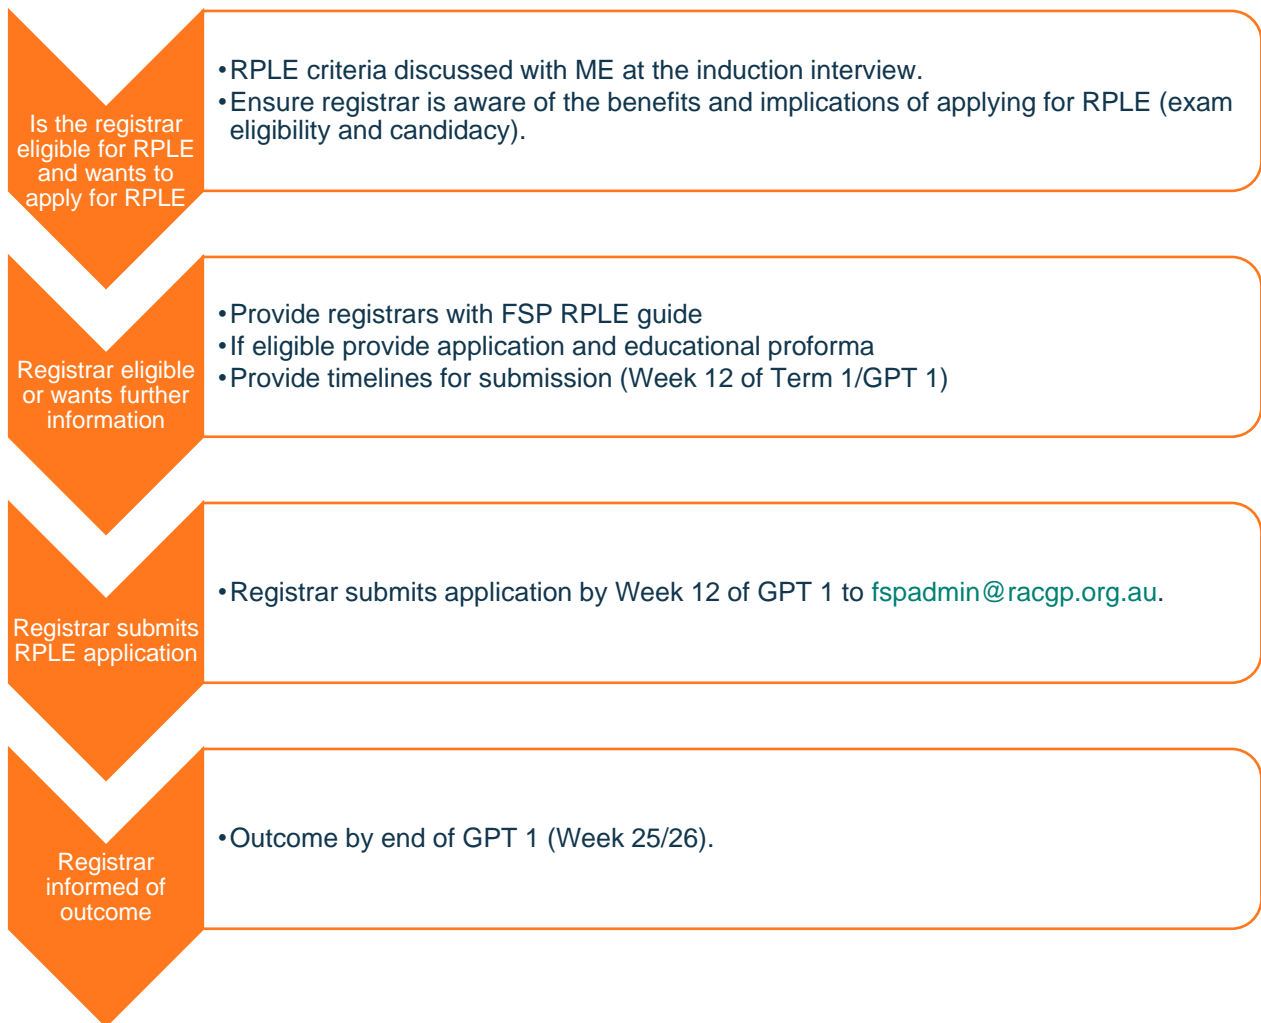 Is the registrar
eligible for RPLE
and wants to
apply for RPLE
•RPLE criteria discussed with ME at the induction interview.
•Ensure registrar is aware of the benefits and implications of applying for RPLE (exam
eligibility and candidacy).
Registrar eligible
or wants further
information
•Provide registrars with FSP RPLE guide
•If eligible provide application and educational proforma
•Provide timelines for submission (Week 12 of Term 1/GPT 1)
Registrar submits
RPLE application
•Registrar submits application by Week 12 of GPT 1 to fspadmin@racgp.org.au.
Registrar
informed of
outcome
•Outcome by end of GPT 1 (Week 25/26).